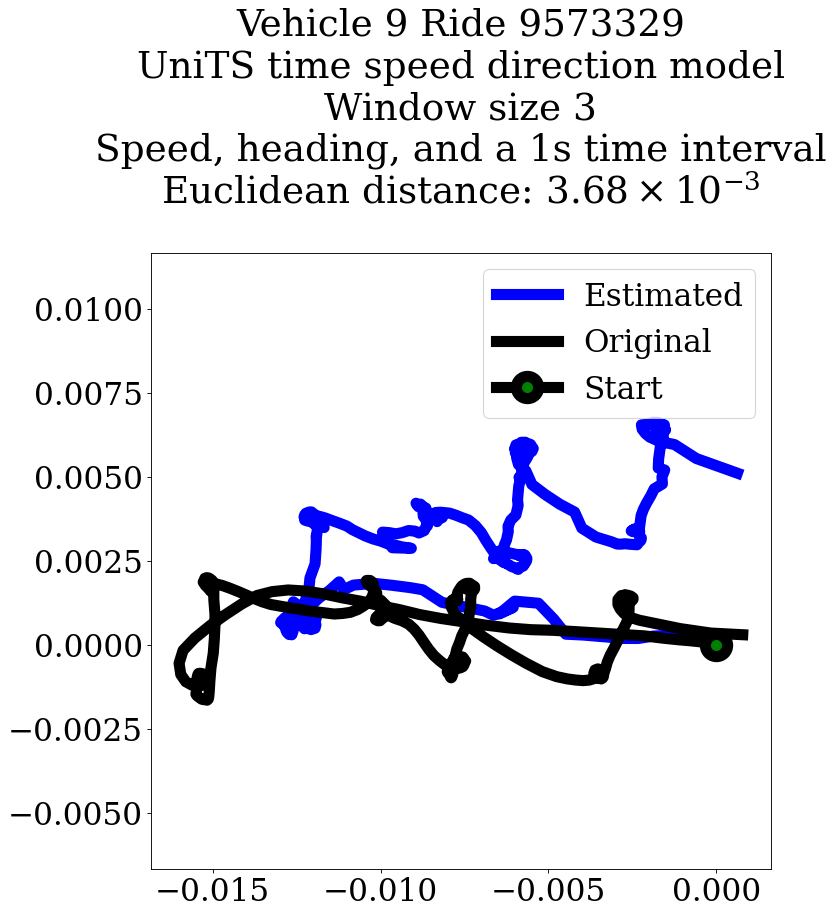 Vehicle 9 Ride 9573329
UniTS time speed direction model
Window size 3
Speed, heading, and a 1s time interval
Euclidean distance: 3.68 × 10⁻³
Estimated
Original
Start
0.0100
0.0075
0.0050
0.0025
0.0000
−0.0025
−0.0050
−0.015
−0.010
−0.005
0.000